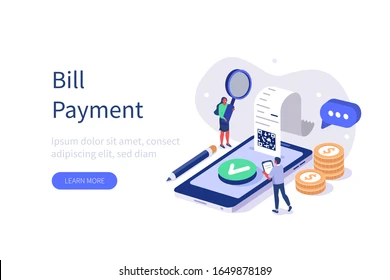 Bill
Payment
Ipsum dolor sit amet, consect
adipiscing elit, sed diam
LEARN MORE
$
$
shutterstock.com · 1649878189